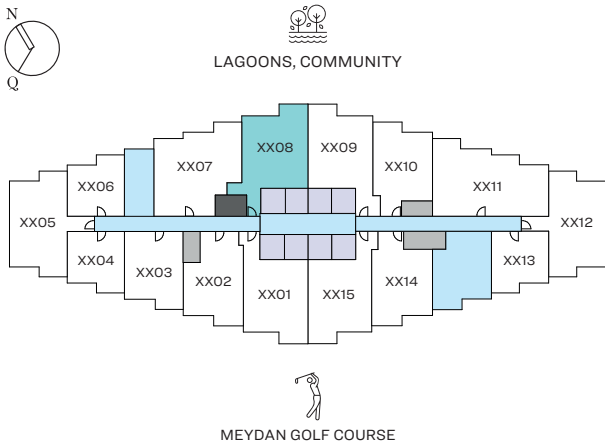 N
Q
LAGOONS, COMMUNITY
XX08
XX09
XX07
XX10
XX06
XX11
XX05
XX12
XX04
XX03
XX02
XX01
XX15
XX14
XX13
MEYDAN GOLF COURSE